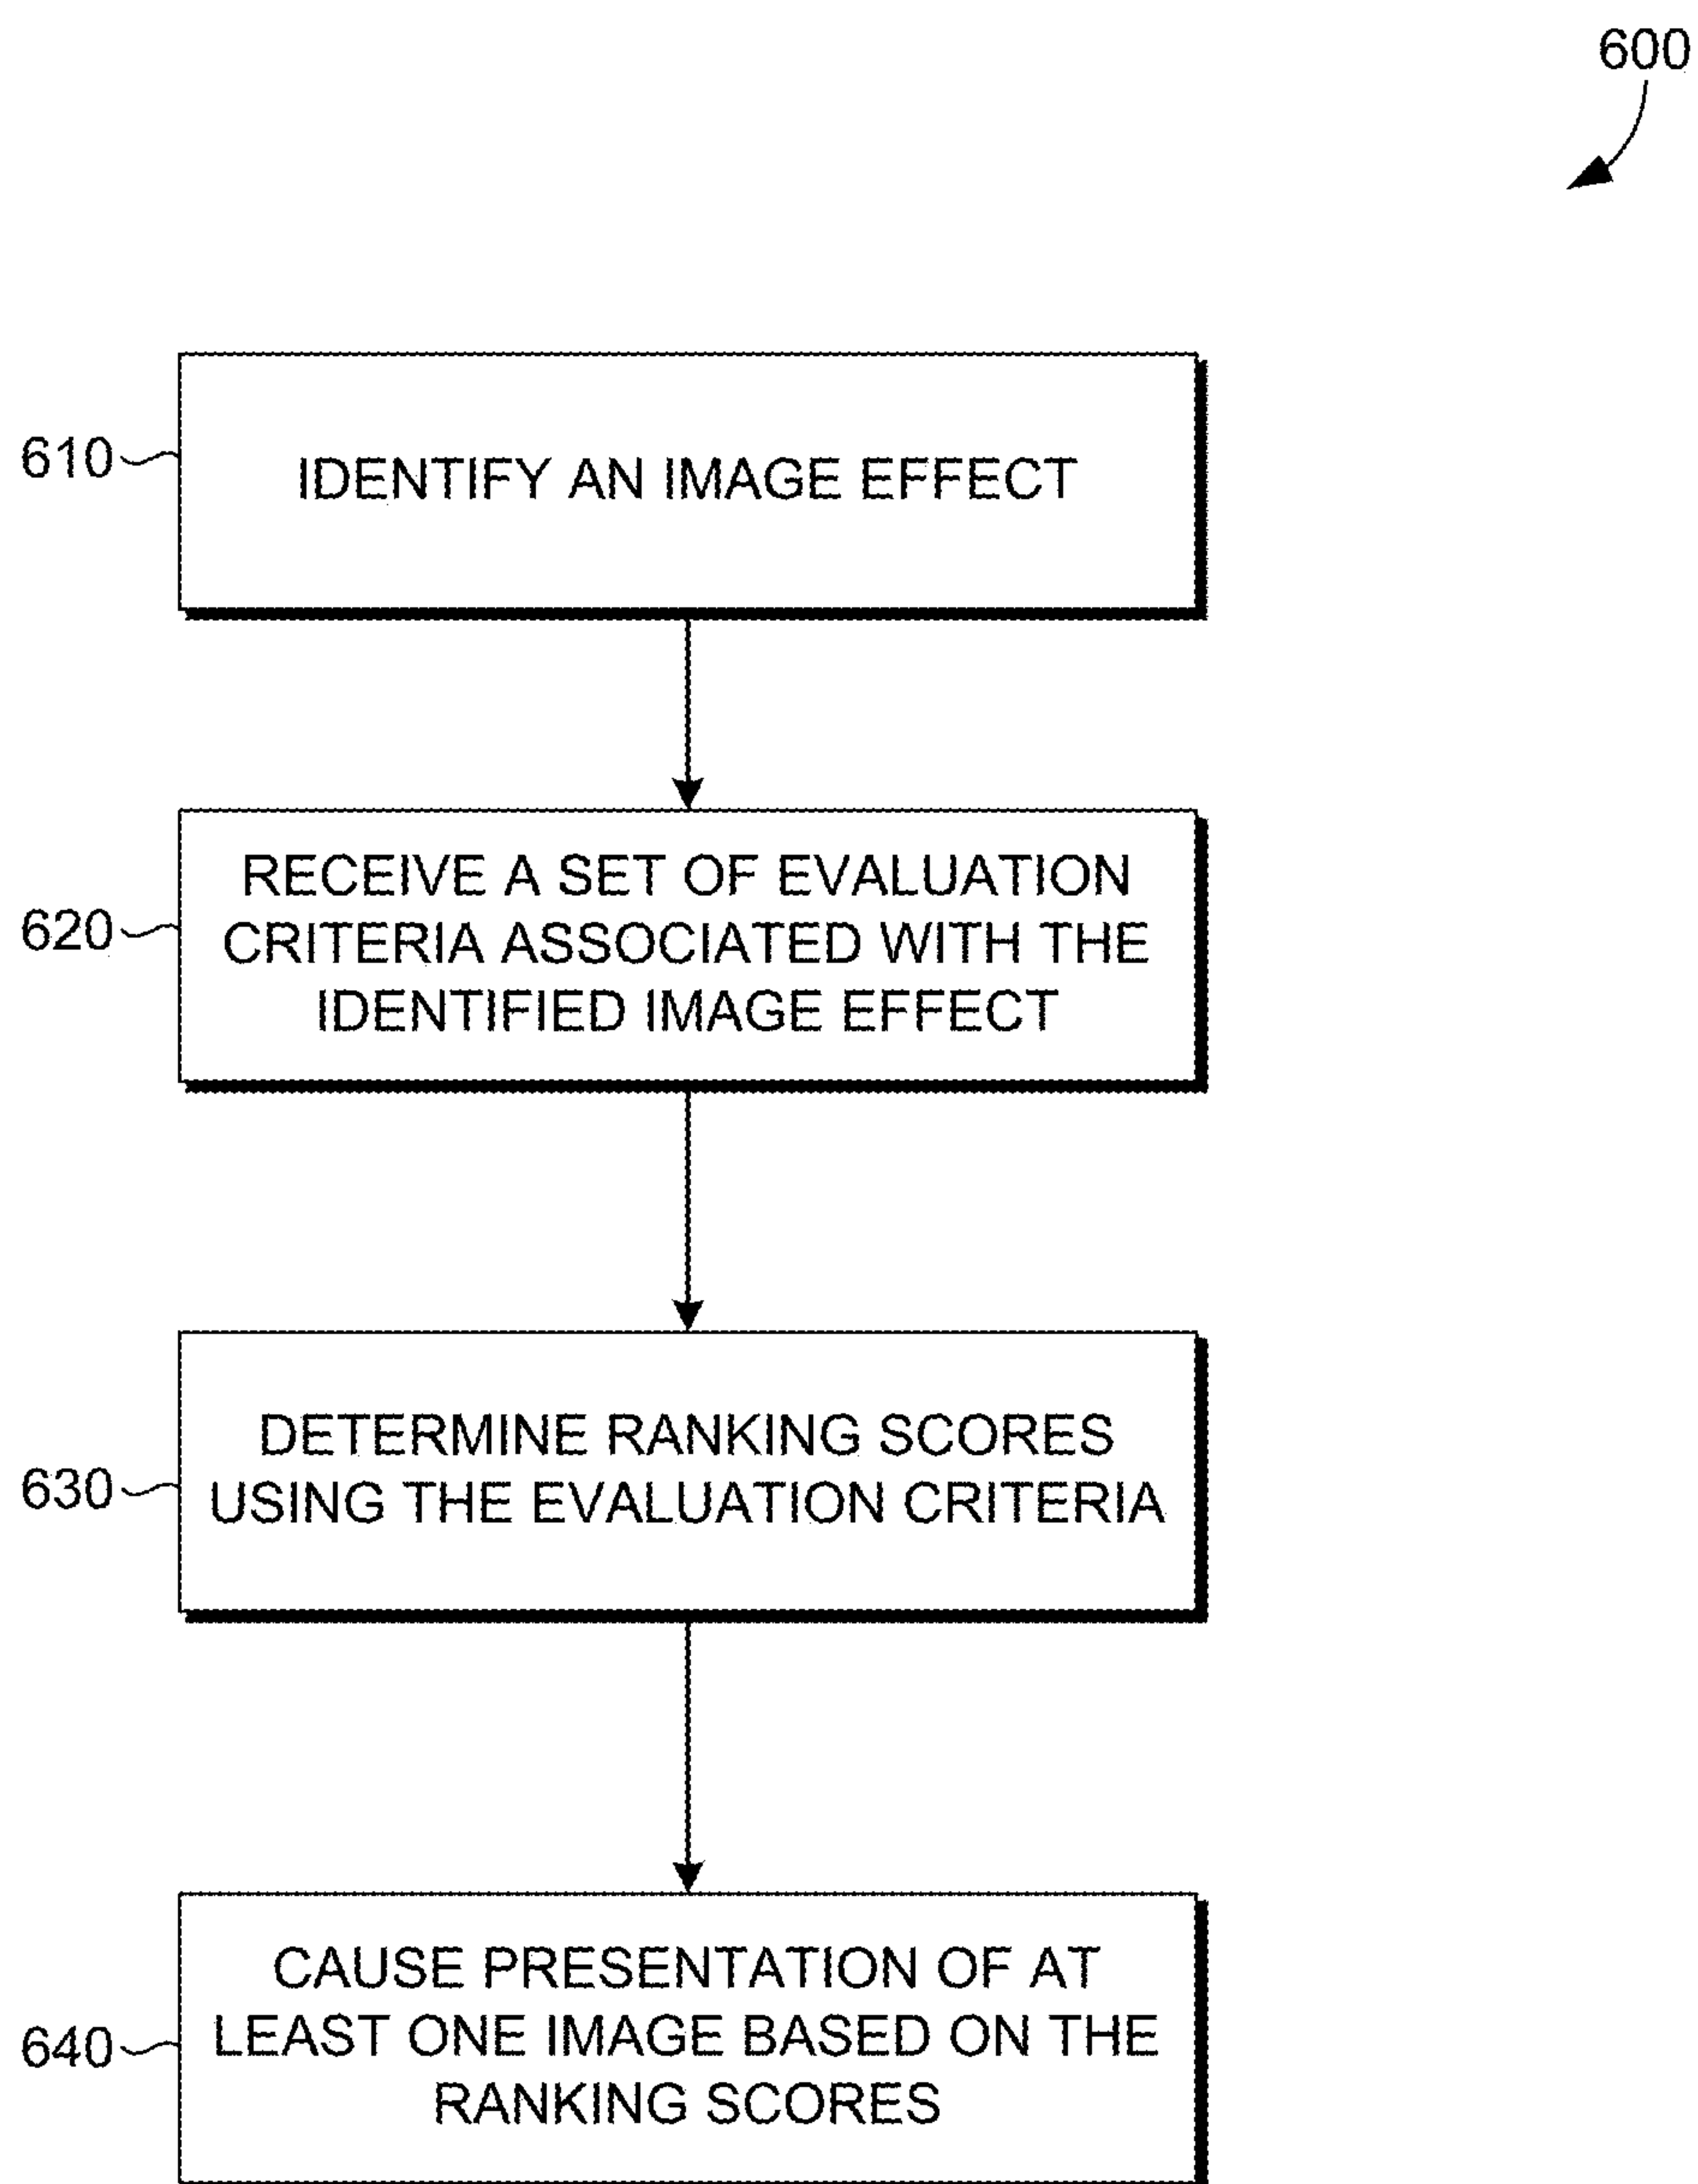 600
610
IDENTIFY AN IMAGE EFFECT
620
RECEIVE A SET OF EVALUATION
CRITERIA ASSOCIATED WITH THE
IDENTIFIED IMAGE EFFECT
630
DETERMINE RANKING SCORES
USING THE EVALUATION CRITERIA
640
CAUSE PRESENTATION OF AT
LEAST ONE IMAGE BASED ON THE
RANKING SCORES